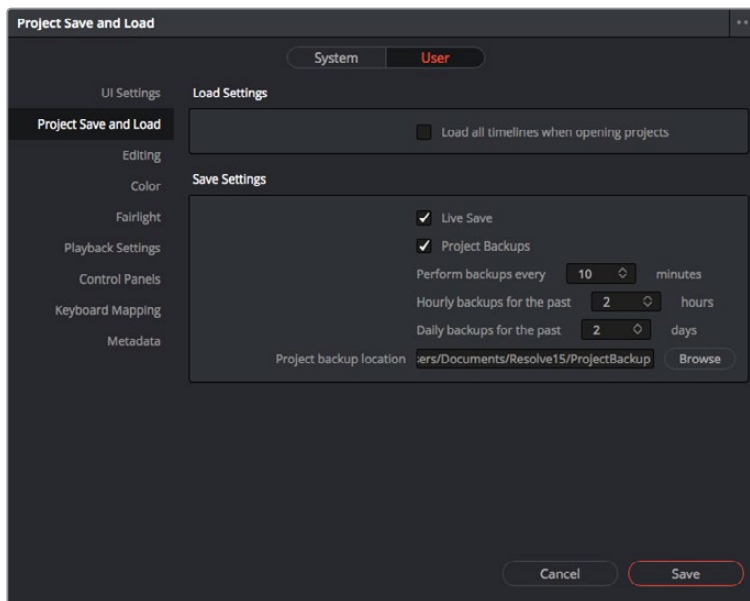 Project Save and Load
System User
UI Settings
Project Save and Load
Editing
Color
Fairlight
Playback Settings
Control Panels
Keyboard Mapping
Metadata
Load Settings
Load all timelines when opening projects
Save Settings
Live Save
Project Backups
Perform backups every 10 minutes
Hourly backups for the past 2 hours
Daily backups for the past 2 days
Project backup location ers/Documents/Resolve15/ProjectBackup Browse
Cancel Save